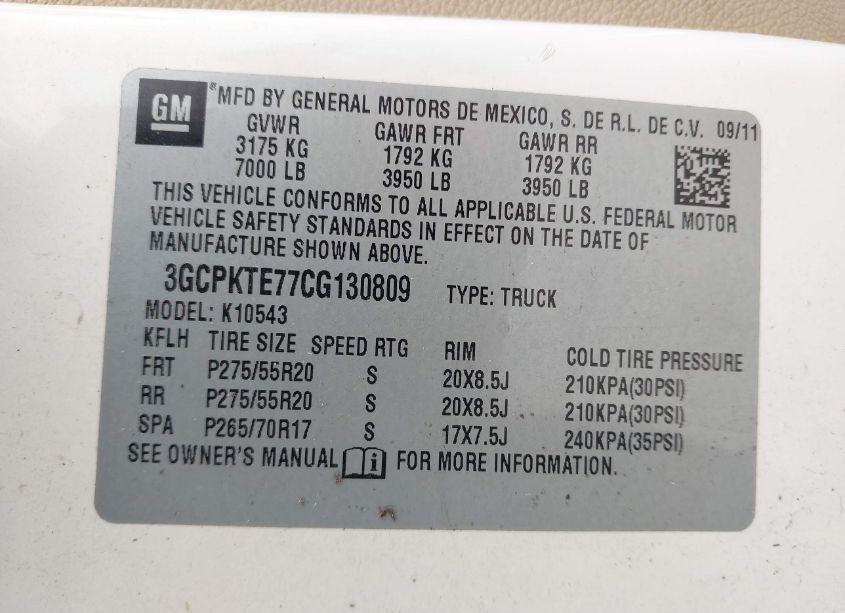 GM
®MFD BY GENERAL MOTORS DE MEXICO, S. DE R.L. DE C.V. 09/11
GVWR GAWR FRT GAWR RR
3175 KG 1792 KG 1792 KG
7000 LB 3950 LB 3950 LB
THIS VEHICLE CONFORMS TO ALL APPLICABLE U.S. FEDERAL MOTOR
VEHICLE SAFETY STANDARDS IN EFFECT ON THE DATE OF
MANUFACTURE SHOWN ABOVE.
3GCPKTE77CG130809 TYPE: TRUCK
MODEL: K10543
KFLH TIRE SIZE SPEED RTG RIM COLD TIRE PRESSURE
FRT P275/55R20 S 20X8.5J 210KPA(30PSI)
RR P275/55R20 S 20X8.5J 210KPA(30PSI)
SPA P265/70R17 S 17X7.5J 240KPA(35PSI)
SEE OWNER'S MANUAL i FOR MORE INFORMATION.